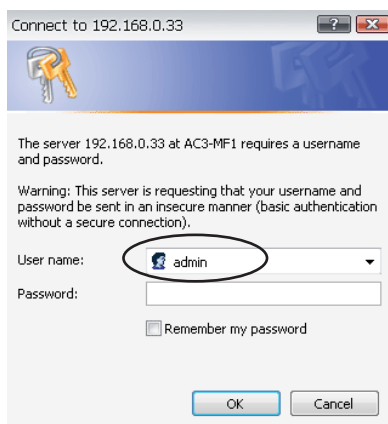 Connect to 192.168.0.33
The server 192.168.0.33 at AC3-MF1 requires a username
and password.
Warning: This server is requesting that your username and
password be sent in an insecure manner (basic authentication
without a secure connection).
User name:
admin
Password:
Remember my password
OK
Cancel